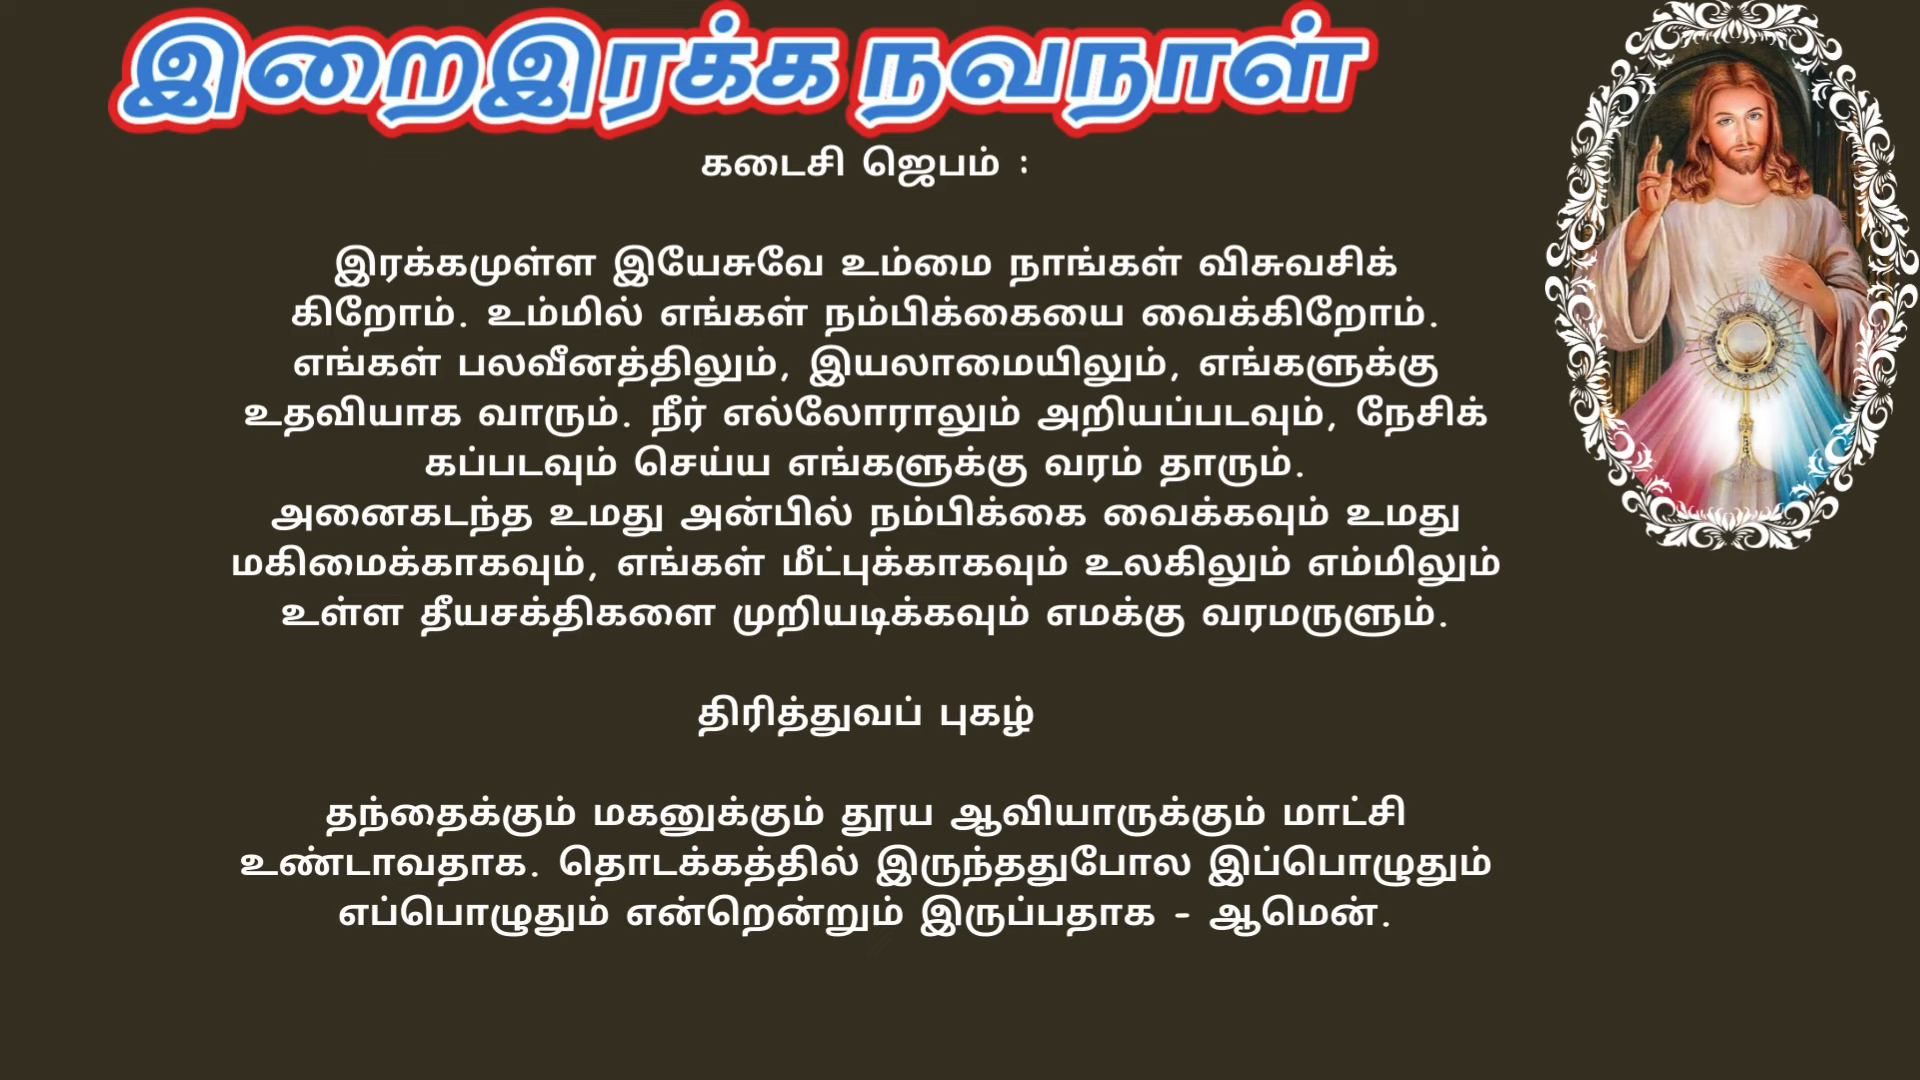 இறைஇரக்க நவநாள்
கடைசி ஜெபம் :
இரக்கமுள்ள இயேசுவே உம்மை நாங்கள் விசுவசிக்
கிறோம். உம்மில் எங்கள் நம்பிக்கையை வைக்கிறோம்.
எங்கள் பலவீனத்திலும், இயலாமையிலும், எங்களுக்கு
உதவியாக வாரும். நீர் எல்லோராலும் அறியப்படவும், நேசிக்
கப்படவும் செய்ய எங்களுக்கு வரம் தாரும்.
அனைகடந்த உமது அன்பில் நம்பிக்கை வைக்கவும் உமது
மகிமைக்காகவும், எங்கள் மீட்புக்காகவும் உலகிலும் எம்மிலும்
உள்ள தீயசக்திகளை முறியடிக்கவும் எமக்கு வரமருளும்.
திரித்துவப் புகழ்
தந்தைக்கும் மகனுக்கும் தூய ஆவியாருக்கும் மாட்சி
உண்டாவதாக. தொடக்கத்தில் இருந்ததுபோல இப்பொழுதும்
எப்பொழுதும் என்றென்றும் இருப்பதாக - ஆமென்.